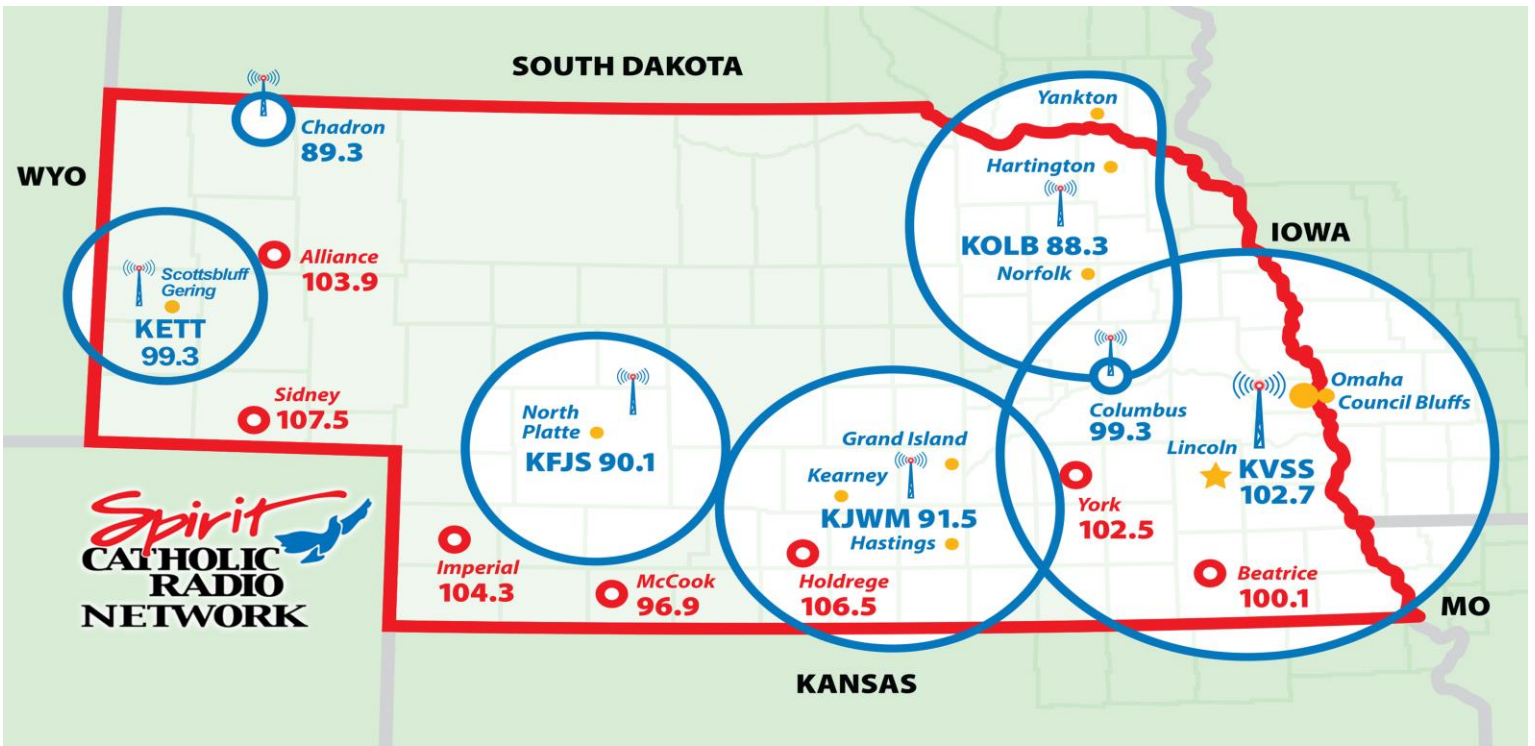 SOUTH DAKOTA
WYO
Chadron
89.3
Yankton
Hartington
KOLB 88.3
Norfolk
IOWA
Alliance
103.9
Scottsbluff
Gering
KETT
99.3
Sidney
107.5
North
Platte
KFJS 90.1
Grand Island
Kearney
KJWM 91.5
Hastings
Columbus
99.3
Omaha
Council Bluffs
Lincoln
KVSS
102.7
York
102.5
Imperial
104.3
McCook
96.9
Holdrege
106.5
Beatrice
100.1
MO
KANSAS
Spirit
CATHOLIC
RADIO
NETWORK